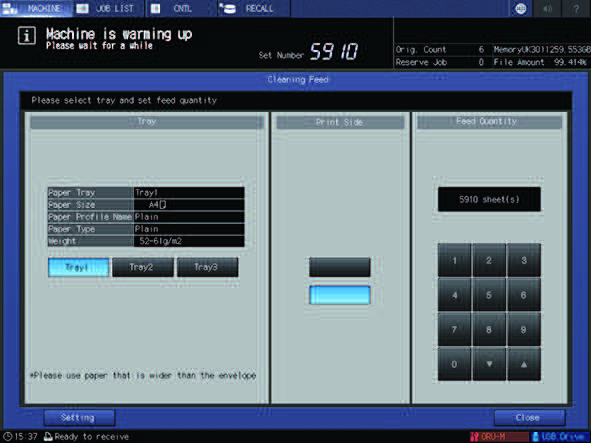 MACHINE JOB LIST CNTL RECALL
Machine is warming up
Please wait for a while
Set Number 5910
Orig. Count 6 MemoryUK3011259.553GB
Reserve Job 0 File Amount 99.414%
Cleaning Feed
Please select tray and set feed quantity
Tray Print Side Feed Quantity
Paper Tray Tray1
Paper Size A4
Paper Profile Name Plain
Paper Type Plain
Weight 52-61g/m2
5910 sheet(s)
Tray1 Tray2 Tray3
1 2 3
4 5 6
7 8 9
0 ▼ ▲
*Please use paper that is wider than the envelope
Setting Close
15:37 Ready to receive ORU-M USB Drive